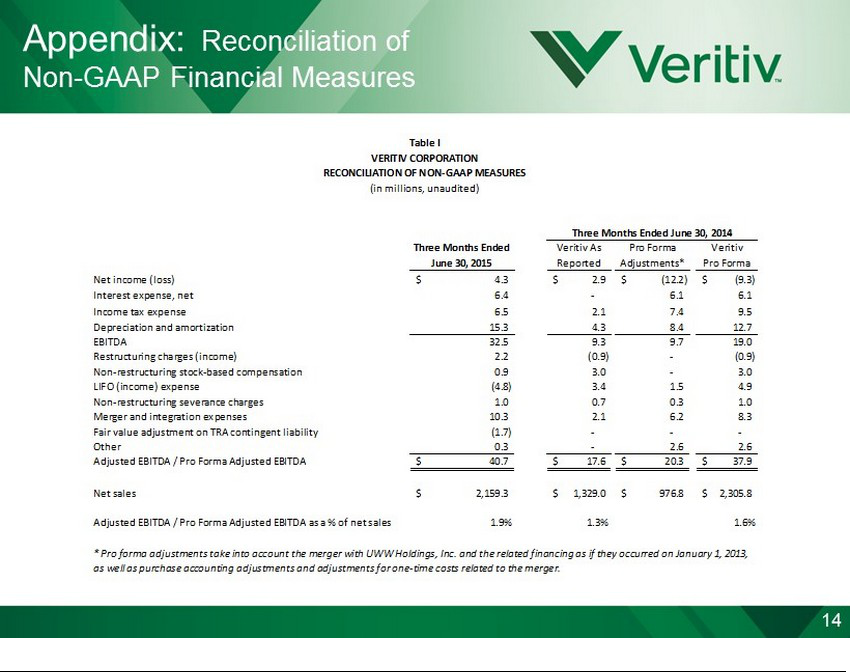 Appendix: Reconciliation of
Non-GAAP Financial Measures
Veritiv™
Table I
VERITIV CORPORATION
RECONCILIATION OF NON-GAAP MEASURES
(in millions, unaudited)
Three Months Ended June 30, 2014
Three Months Ended Veritiv As Pro Forma Veritiv
June 30, 2015 Reported Adjustments* Pro Forma
Net income (loss) $ 4.3 $ 2.9 $ (12.2) $ (9.3)
Interest expense, net 6.4 - 6.1 6.1
Income tax expense 6.5 2.1 7.4 9.5
Depreciation and amortization 15.3 4.3 8.4 12.7
EBITDA 32.5 9.3 9.7 19.0
Restructuring charges (income) 2.2 (0.9) - (0.9)
Non-restructuring stock-based compensation 0.9 3.0 - 3.0
LIFO (income) expense (4.8) 3.4 1.5 4.9
Non-restructuring severance charges 1.0 0.7 0.3 1.0
Merger and integration expenses 10.3 2.1 6.2 8.3
Fair value adjustment on TRA contingent liability (1.7) - - -
Other 0.3 - 2.6 2.6
Adjusted EBITDA / Pro Forma Adjusted EBITDA $ 40.7 $ 17.6 $ 20.3 $ 37.9
Net sales $ 2,159.3 $ 1,329.0 $ 976.8 $ 2,305.8
Adjusted EBITDA / Pro Forma Adjusted EBITDA as a % of net sales 1.9% 1.3% 1.6%
* Pro forma adjustments take into account the merger with UWW Holdings, Inc. and the related financing as if they occurred on January 1, 2013,
as well as purchase accounting adjustments and adjustments for one-time costs related to the merger.
14